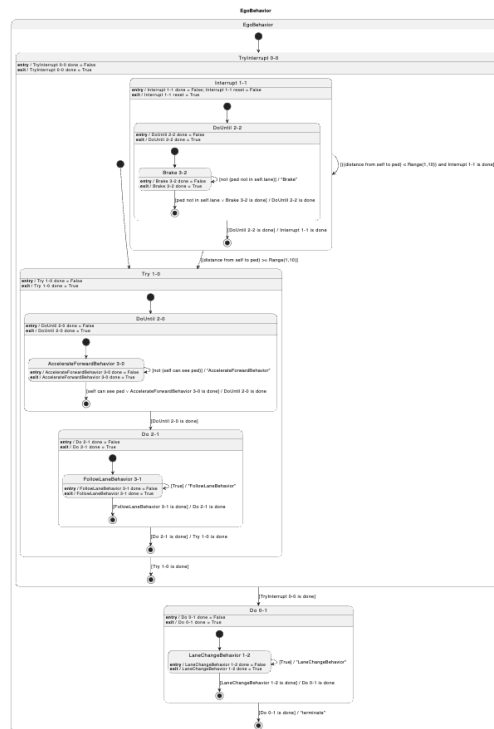 EgoBehavior
EgoBehavior
TryInterrupt 0-0
entry / TryInterrupt 0-0 done = False
exit / TryInterrupt 0-0 done = True
Interrupt 1-1
entry / Interrupt 1-1 done = False; Interrupt 1-1 reset = False
exit / Interrupt 1-1 reset = True
DoUntil 2-2
entry / DoUntil 2-2 done = False
exit / DoUntil 2-2 done = True
Brake 3-2
entry / Brake 3-2 done = False
exit / Brake 3-2 done = True
[not (ped not in self.lane)] / "Brake"
[ped not in self.lane ∨ Brake 3-2 is done] / DoUntil 2-2 is done
[DoUntil 2-2 is done] / Interrupt 1-1 is done
[((distance from self to ped) < Range(1,10)) and Interrupt 1-1 is done]
[(distance from self to ped) >= Range(1,10)]
Try 1-0
entry / Try 1-0 done = False
exit / Try 1-0 done = True
DoUntil 2-0
entry / DoUntil 2-0 done = False
exit / DoUntil 2-0 done = True
AccelerateForwardBehavior 3-0
entry / AccelerateForwardBehavior 3-0 done = False
exit / AccelerateForwardBehavior 3-0 done = True
[not (self can see ped)] / "AccelerateForwardBehavior"
[self can see ped ∨ AccelerateForwardBehavior 3-0 is done] / DoUntil 2-0 is done
[DoUntil 2-0 is done]
Do 2-1
entry / Do 2-1 done = False
exit / Do 2-1 done = True
FollowLaneBehavior 3-1
entry / FollowLaneBehavior 3-1 done = False
exit / FollowLaneBehavior 3-1 done = True
[True] / "FollowLaneBehavior"
[FollowLaneBehavior 3-1 is done] / Do 2-1 is done
[Do 2-1 is done] / Try 1-0 is done
[Try 1-0 is done]
[TryInterrupt 0-0 is done]
Do 0-1
entry / Do 0-1 done = False
exit / Do 0-1 done = True
LaneChangeBehavior 1-2
entry / LaneChangeBehavior 1-2 done = False
exit / LaneChangeBehavior 1-2 done = True
[True] / "LaneChangeBehavior"
[LaneChangeBehavior 1-2 is done] / Do 0-1 is done
[Do 0-1 is done] / "terminate"